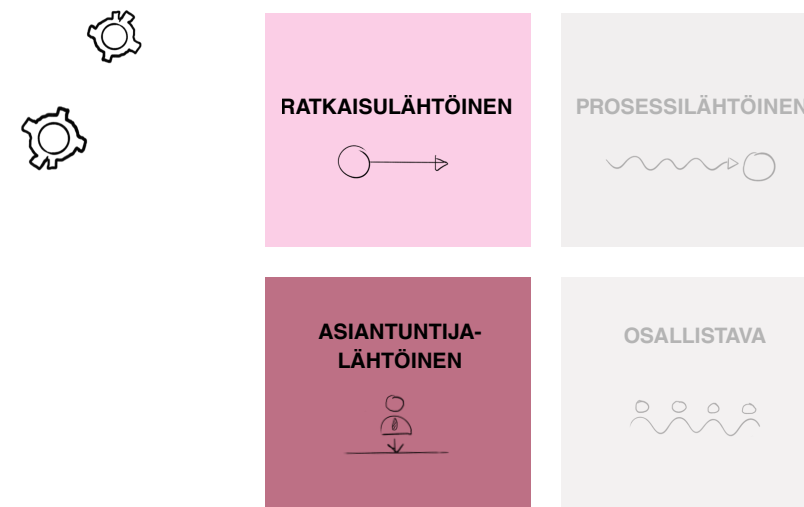 RATKAISULÄHTÖINEN
PROSESSILÄHTÖINEN
ASIANTUNTIJA-
LÄHTÖINEN
OSALLISTAVA